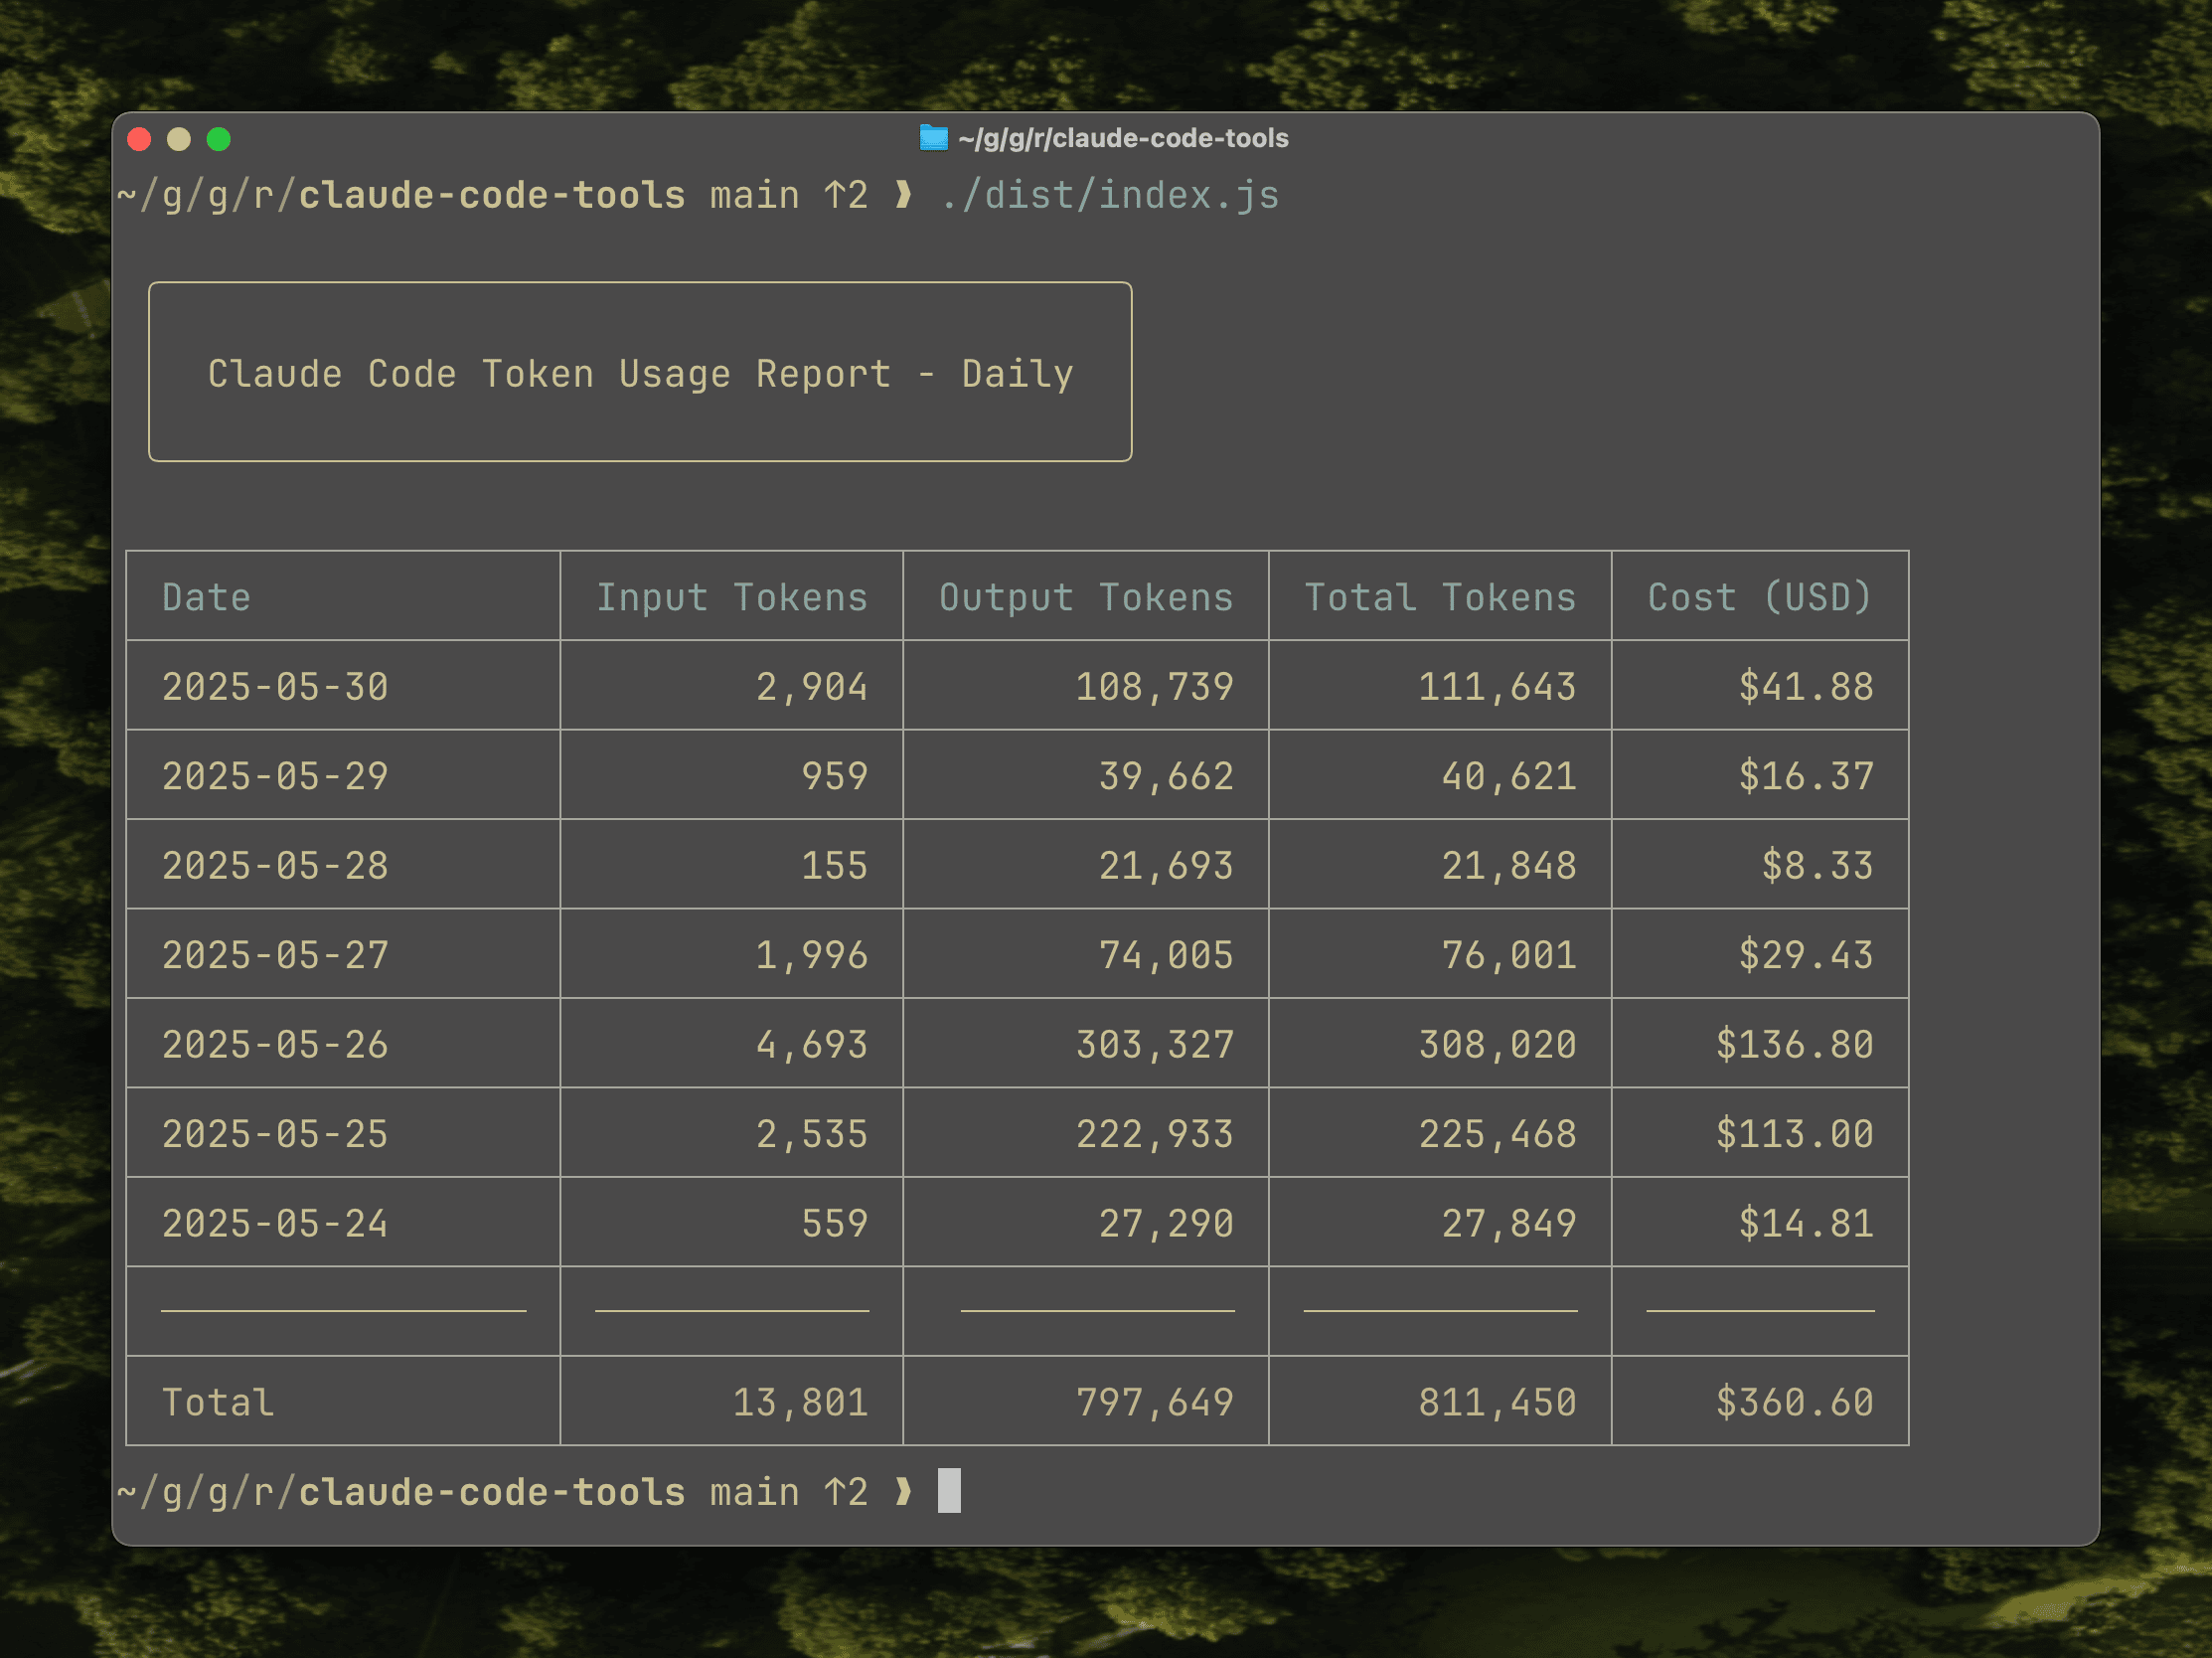 ~/g/g/r/claude-code-tools
~/g/g/r/claude-code-tools main ↑2 ❱ ./dist/index.js
Claude Code Token Usage Report - Daily
Date Input Tokens Output Tokens Total Tokens Cost (USD)
2025-05-30 2,904 108,739 111,643 $41.88
2025-05-29 959 39,662 40,621 $16.37
2025-05-28 155 21,693 21,848 $8.33
2025-05-27 1,996 74,005 76,001 $29.43
2025-05-26 4,693 303,327 308,020 $136.80
2025-05-25 2,535 222,933 225,468 $113.00
2025-05-24 559 27,290 27,849 $14.81
Total 13,801 797,649 811,450 $360.60
~/g/g/r/claude-code-tools main ↑2 ❱